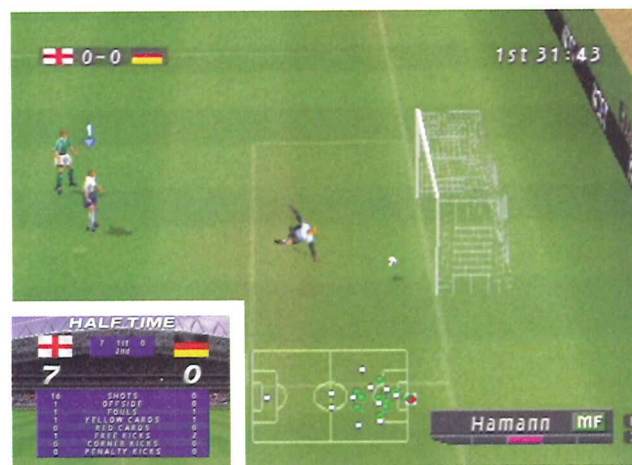 0-0
1st 31:43
HALF TIME
7 1st 0
2nd
7 0
16 SHOTS 0
1 OFFSIDE 0
1 FOULS 1
1 YELLOW CARDS 1
0 RED CARDS 0
1 FREE KICKS 2
0 CORNER KICKS 0
0 PENALTY KICKS 0
Hamann MF